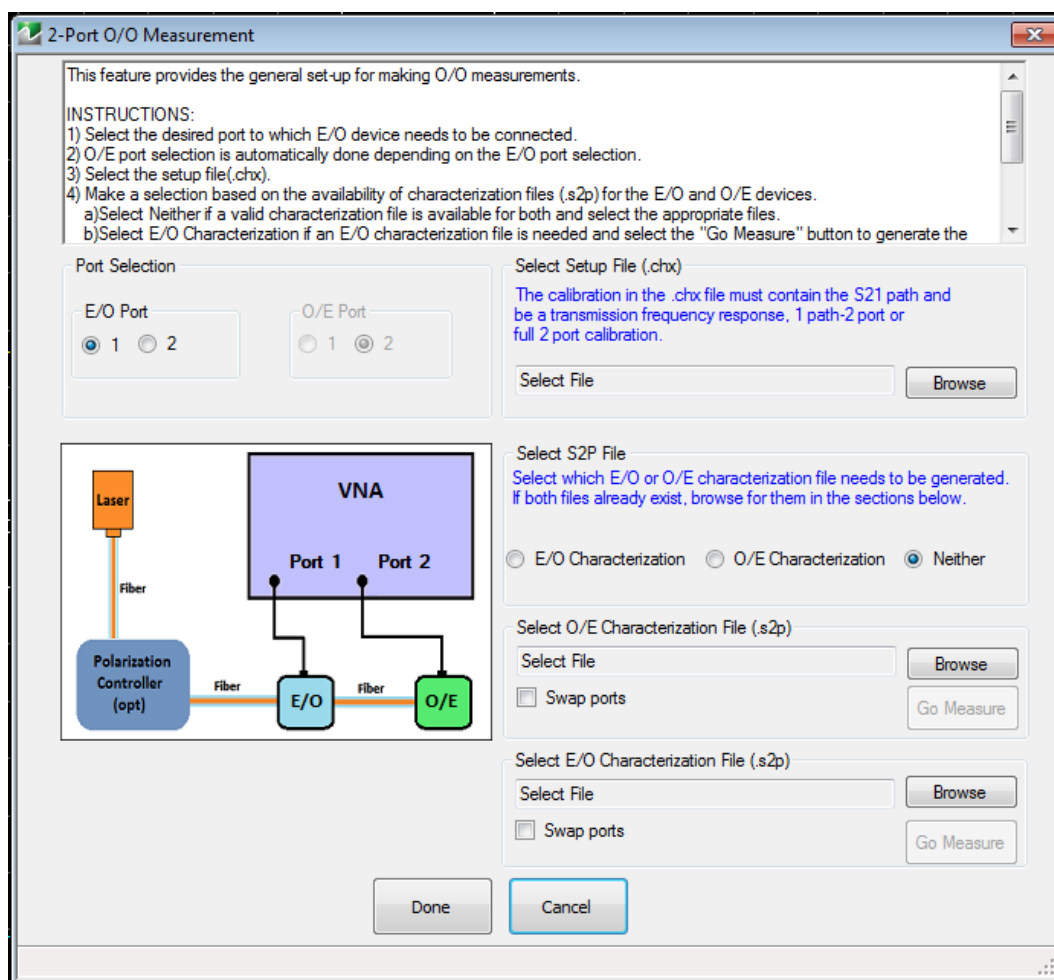 2-Port O/O Measurement
This feature provides the general set-up for making O/O measurements.
INSTRUCTIONS:
1) Select the desired port to which E/O device needs to be connected.
2) O/E port selection is automatically done depending on the E/O port selection.
3) Select the setup file(.chx).
4) Make a selection based on the availability of characterization files (.s2p) for the E/O and O/E devices.
a)Select Neither if a valid characterization file is available for both and select the appropriate files.
b)Select E/O Characterization if an E/O characterization file is needed and select the "Go Measure" button to generate the
Port Selection
E/O Port
1 2
O/E Port
1 2
Select Setup File (.chx)
The calibration in the .chx file must contain the S21 path and
be a transmission frequency response, 1 path-2 port or
full 2 port calibration.
Select File
Browse
Laser
Fiber
VNA
Port 1 Port 2
Polarization
Controller
(opt)
Fiber
E/O
Fiber
O/E
Select S2P File
Select which E/O or O/E characterization file needs to be generated.
If both files already exist, browse for them in the sections below.
E/O Characterization O/E Characterization Neither
Select O/E Characterization File (.s2p)
Select File
Browse
Swap ports
Go Measure
Select E/O Characterization File (.s2p)
Select File
Browse
Swap ports
Go Measure
Done
Cancel